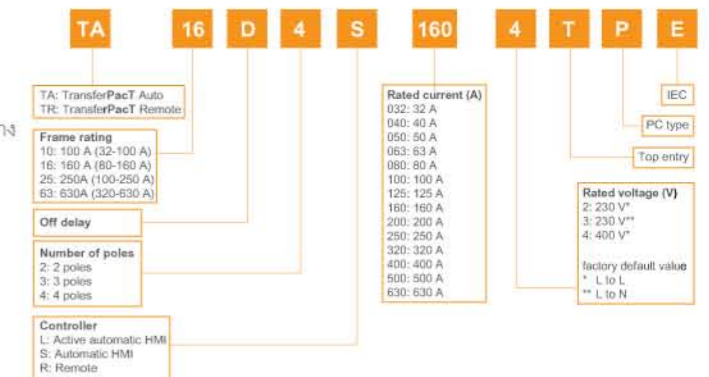 TA 16 D 4 S 160 4 T P E
TA: TransferPacT Auto
TR: TransferPacT Remote
Frame rating
10: 100 A (32-100 A)
16: 160 A (80-160 A)
25: 250A (100-250 A)
63: 630A (320-630 A)
Off delay
Number of poles
2: 2 poles
3: 3 poles
4: 4 poles
Controller
L: Active automatic HMI
S: Automatic HMI
R: Remote
Rated current (A)
032: 32 A
040: 40 A
050: 50 A
063: 63 A
080: 80 A
100: 100 A
125: 125 A
160: 160 A
200: 200 A
250: 250 A
320: 320 A
400: 400 A
500: 500 A
630: 630 A
IEC
PC type
Top entry
Rated voltage (V)
2: 230 V*
3: 230 V**
4: 400 V*
factory default value
* L to L
** L to N